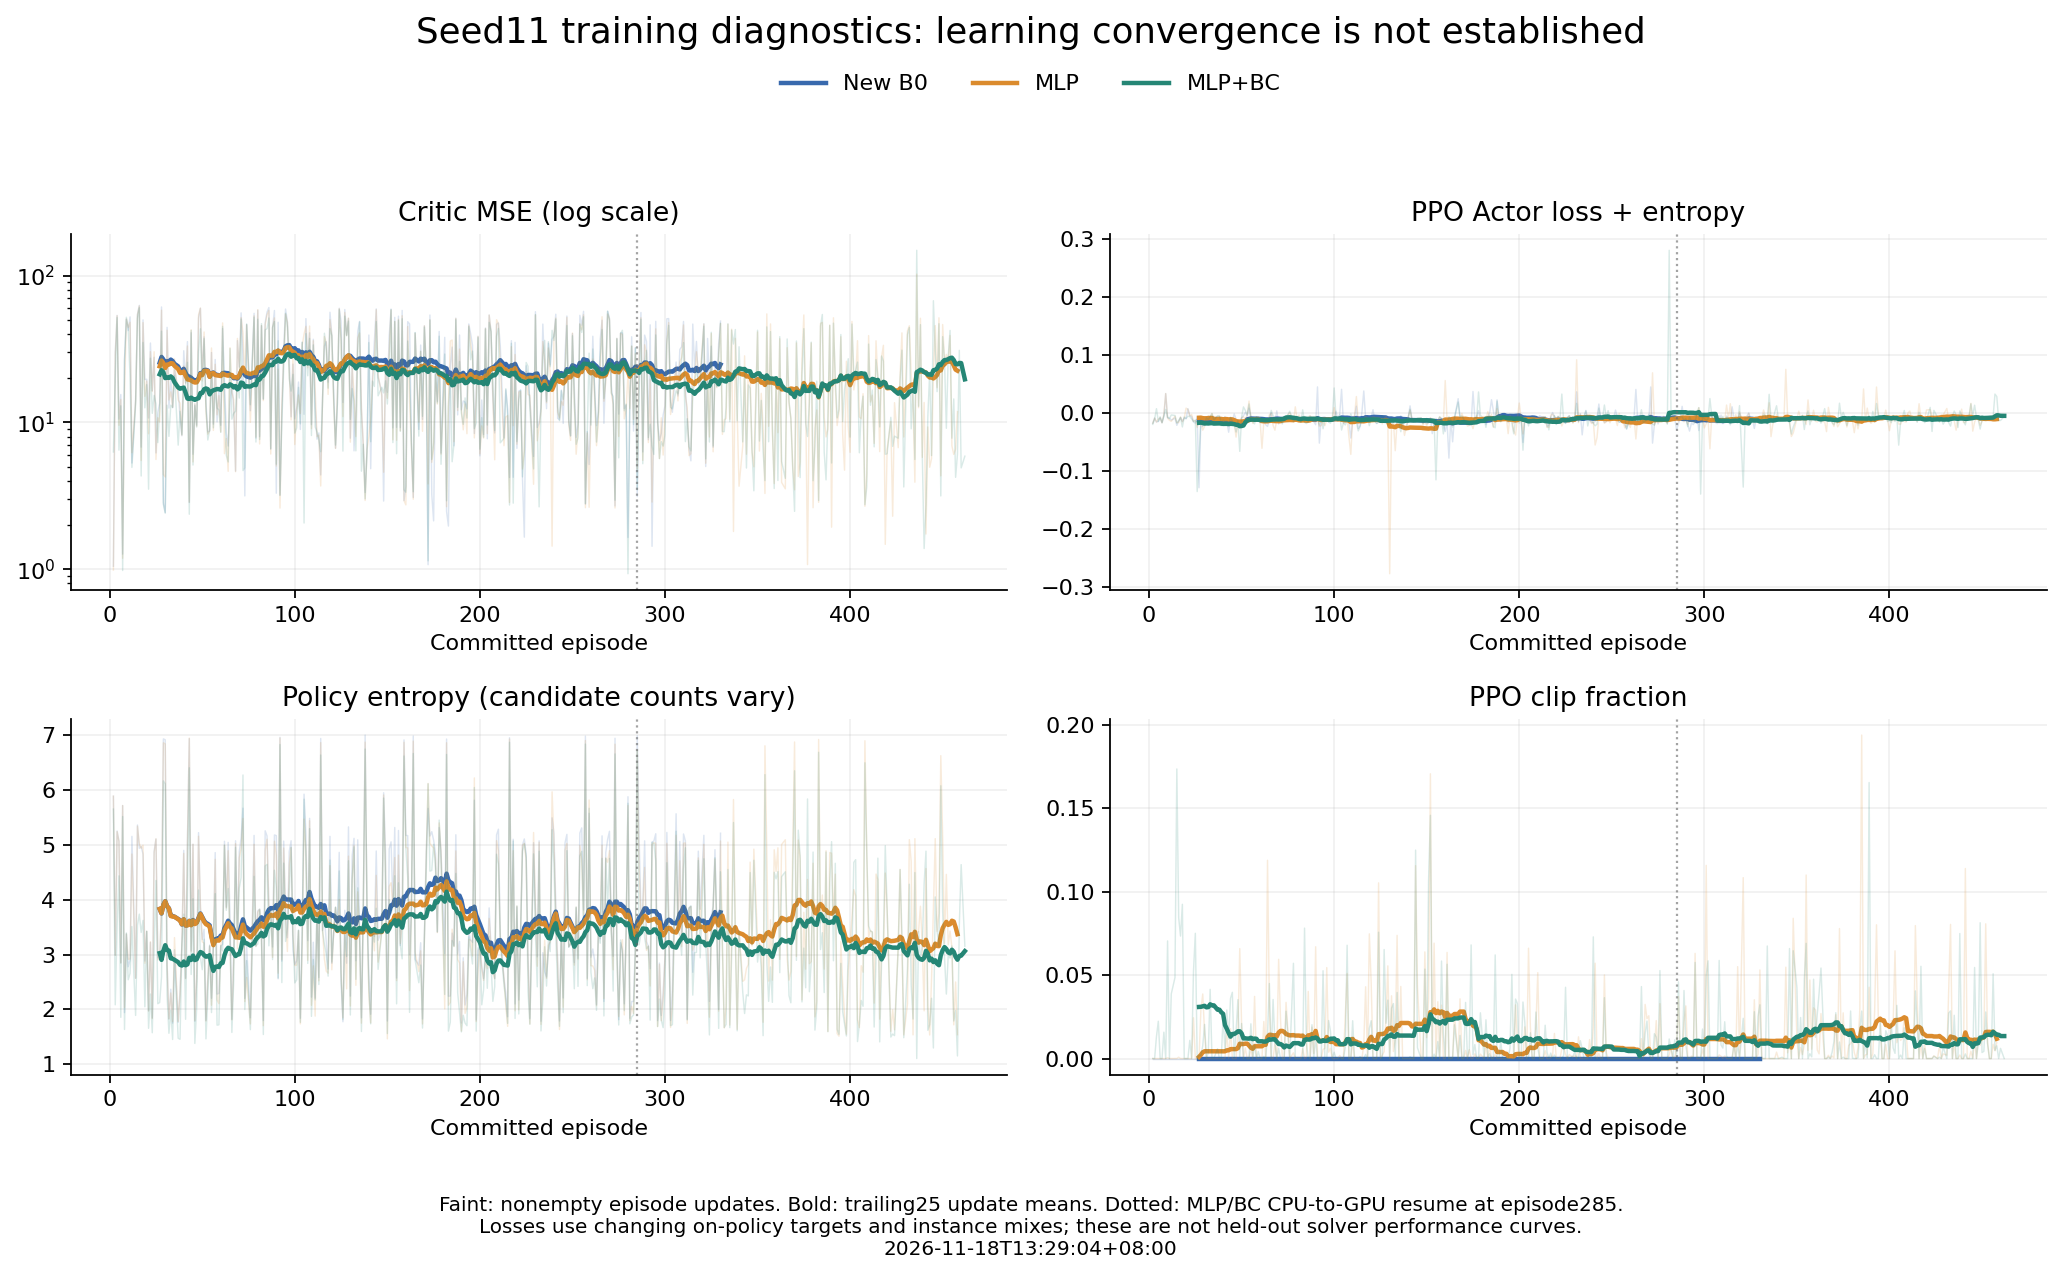 Seed11 training diagnostics: learning convergence is not established
New B0 MLP MLP+BC
Critic MSE (log scale)
10²
10¹
10⁰
0 100 200 300 400
Committed episode
PPO Actor loss + entropy
0.3
0.2
0.1
0.0
−0.1
−0.2
−0.3
0 100 200 300 400
Committed episode
Policy entropy (candidate counts vary)
7
6
5
4
3
2
1
0 100 200 300 400
Committed episode
PPO clip fraction
0.20
0.15
0.10
0.05
0.00
0 100 200 300 400
Committed episode
Faint: nonempty episode updates. Bold: trailing25 update means. Dotted: MLP/BC CPU-to-GPU resume at episode285.
Losses use changing on-policy targets and instance mixes; these are not held-out solver performance curves.
2026-11-18T13:29:04+08:00